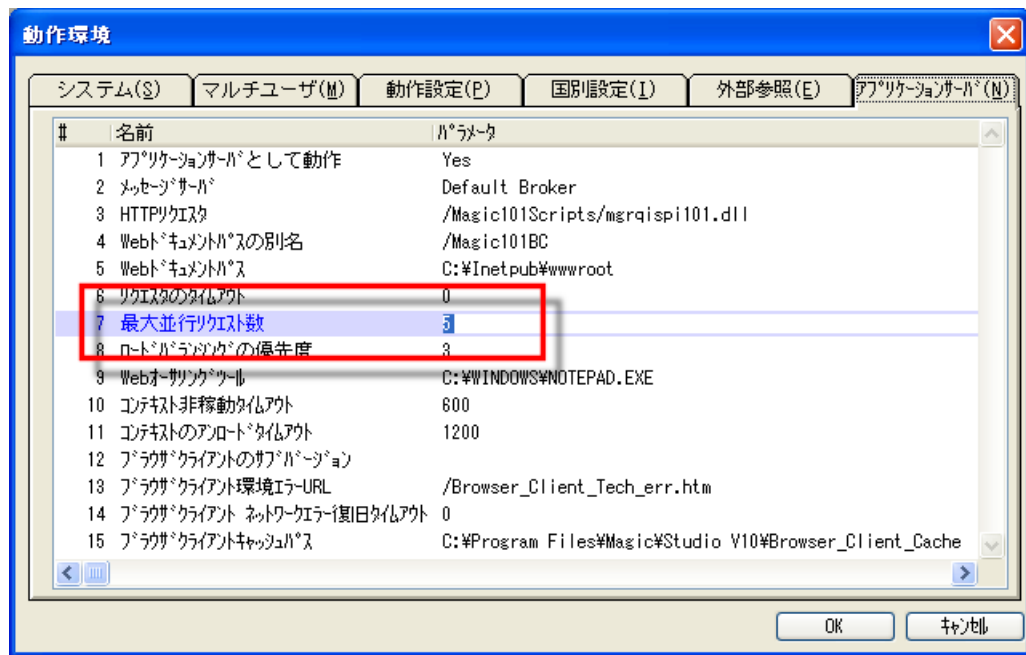 動作環境
システム(S) マルチユーザ(M) 動作設定(P) 国別設定(I) 外部参照(E) アプリケーションサーバ(N)
# 名前 パラメータ
1 アプリケーションサーバとして動作 Yes
2 メッセージサーバ Default Broker
3 HTTPリクエスタ /Magic101Scripts/mgrqispi101.dll
4 Webドキュメントパスの別名 /Magic101BC
5 Webドキュメントパス C:¥Inetpub¥wwwroot
6 リクエスタのタイムアウト 0
7 最大並行リクエスト数 5
8 ロードバランシングの優先度 3
9 Webオーサリングツール C:¥WINDOWS¥NOTEPAD.EXE
10 コンテキスト非稼動タイムアウト 600
11 コンテキストのアンロードタイムアウト 1200
12 ブラウザクライアントのサブバージョン
13 ブラウザクライアント環境エラーURL /Browser_Client_Tech_err.htm
14 ブラウザクライアント ネットワークエラー復旧タイムアウト 0
15 ブラウザクライアントキャッシュパス C:¥Program Files¥Magic¥Studio V10¥Browser_Client_Cache
OK キャンセル